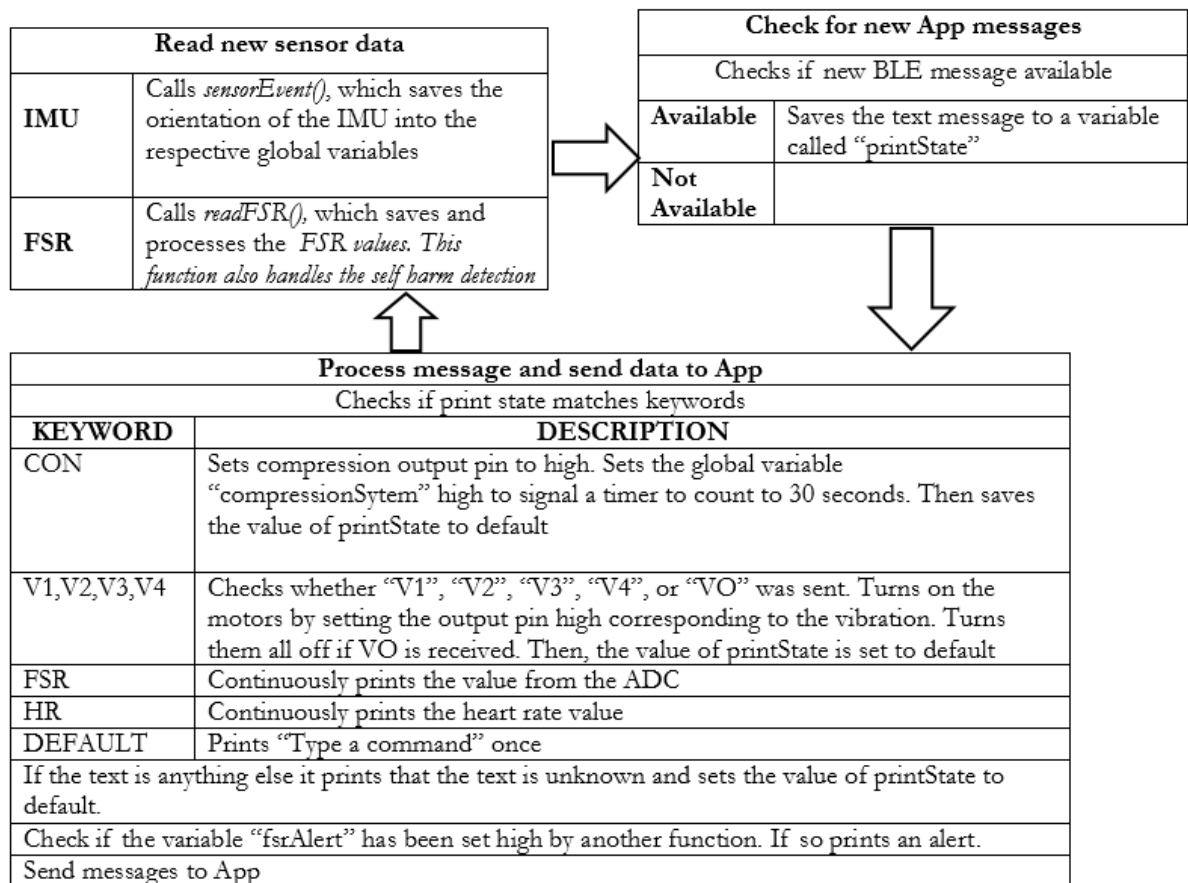 Read new sensor data
IMU
Calls sensorEvent(), which saves the
orientation of the IMU into the
respective global variables
FSR
Calls readFSR(), which saves and
processes the FSR values. This
function also handles the self harm detection
Check for new App messages
Checks if new BLE message available
Available
Saves the text message to a variable
called “printState”
Not
Available
Process message and send data to App
Checks if print state matches keywords
KEYWORD DESCRIPTION
CON
Sets compression output pin to high. Sets the global variable
“compressionSytem” high to signal a timer to count to 30 seconds. Then saves
the value of printState to default
V1,V2,V3,V4
Checks whether “V1”, “V2”, “V3”, “V4”, or “VO” was sent. Turns on the
motors by setting the output pin high corresponding to the vibration. Turns
them all off if VO is received. Then, the value of printState is set to default
FSR Continuously prints the value from the ADC
HR Continuously prints the heart rate value
DEFAULT Prints “Type a command” once
If the text is anything else it prints that the text is unknown and sets the value of printState to
default.
Check if the variable “fsrAlert” has been set high by another function. If so prints an alert.
Send messages to App